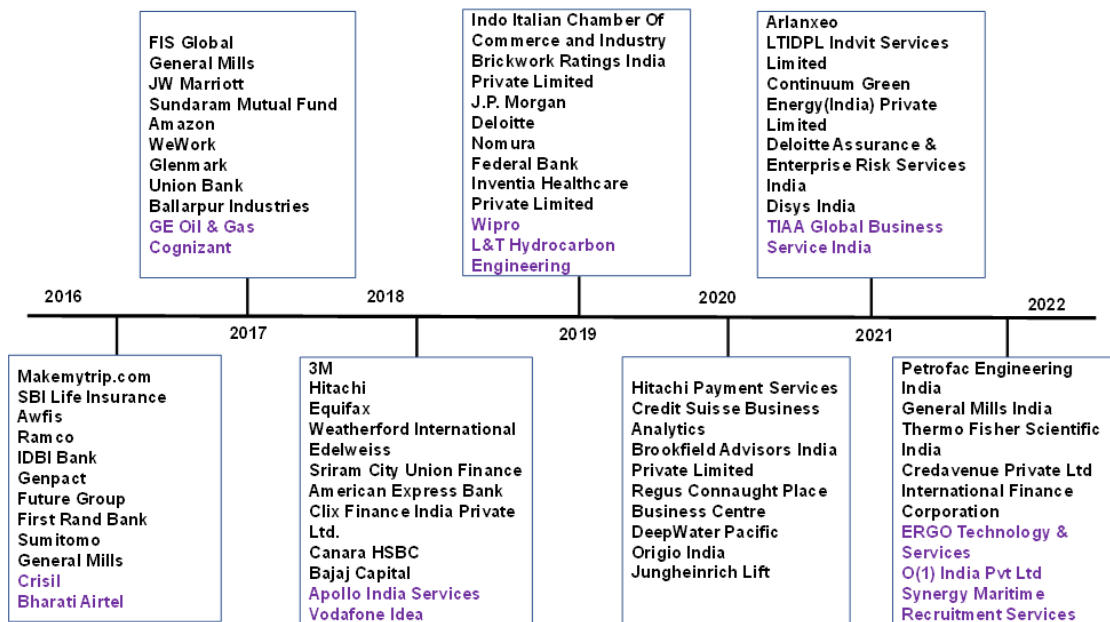 FIS Global
General Mills
JW Marriott
Sundaram Mutual Fund
Amazon
WeWork
Glenmark
Union Bank
Ballarpur Industries
GE Oil & Gas
Cognizant
Indo Italian Chamber Of
Commerce and Industry
Brickwork Ratings India
Private Limited
J.P. Morgan
Deloitte
Nomura
Federal Bank
Inventia Healthcare
Private Limited
Wipro
L&T Hydrocarbon
Engineering
Arlanxeo
LTIDPL Indvit Services
Limited
Continuum Green
Energy(India) Private
Limited
Deloitte Assurance &
Enterprise Risk Services
India
Disys India
TIAA Global Business
Service India
2016
2017
2018
2019
2020
2021
2022
Makemytrip.com
SBI Life Insurance
Awfis
Ramco
IDBI Bank
Genpact
Future Group
First Rand Bank
Sumitomo
General Mills
Crisil
Bharati Airtel
3M
Hitachi
Equifax
Weatherford International
Edelweiss
Sriram City Union Finance
American Express Bank
Clix Finance India Private
Ltd.
Canara HSBC
Bajaj Capital
Apollo India Services
Vodafone Idea
Hitachi Payment Services
Credit Suisse Business
Analytics
Brookfield Advisors India
Private Limited
Regus Connaught Place
Business Centre
DeepWater Pacific
Origio India
Jungheinrich Lift
Petrofac Engineering
India
General Mills India
Thermo Fisher Scientific
India
Credavenue Private Ltd
International Finance
Corporation
ERGO Technology &
Services
O(1) India Pvt Ltd
Synergy Maritime
Recruitment Services